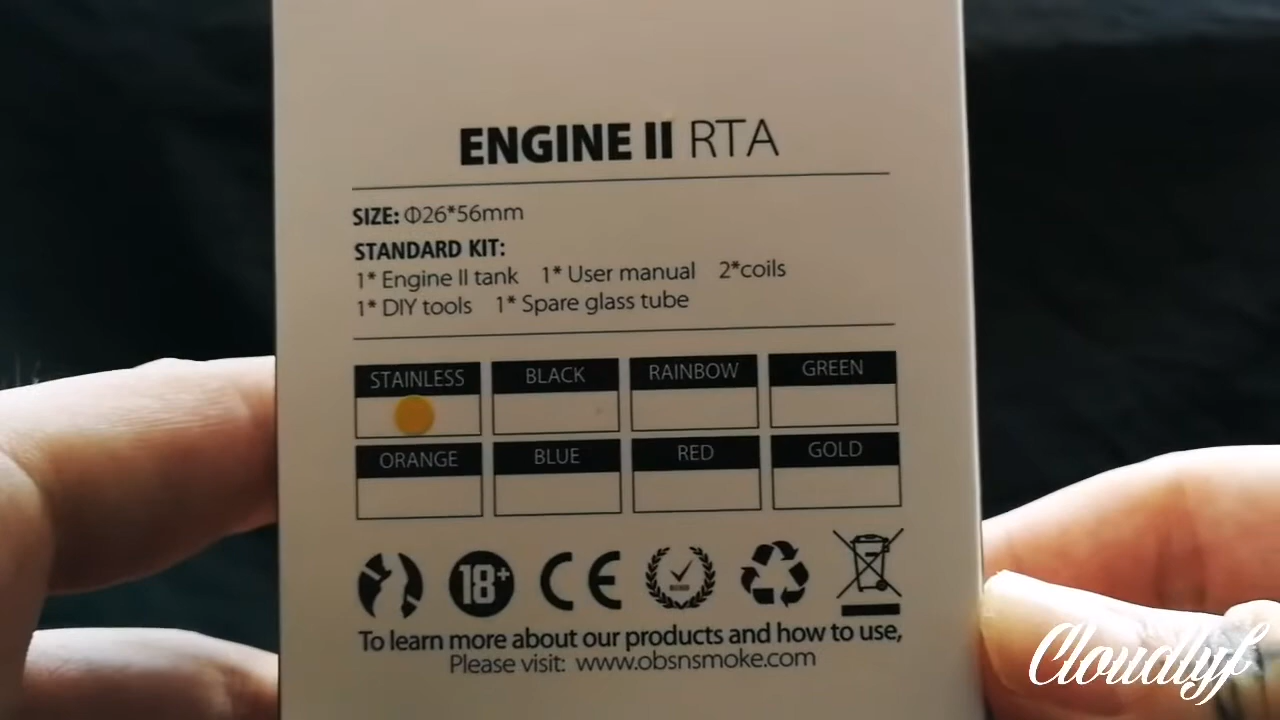 ENGINE II RTA
SIZE: Φ26*56mm
STANDARD KIT:
1* Engine II tank 1* User manual 2*coils
1* DIY tools 1* Spare glass tube
STAINLESS BLACK RAINBOW GREEN
ORANGE BLUE RED GOLD
18+ CE
To learn more about our products and how to use,
Please visit: www.obsnsmoke.com
Cloudlyf